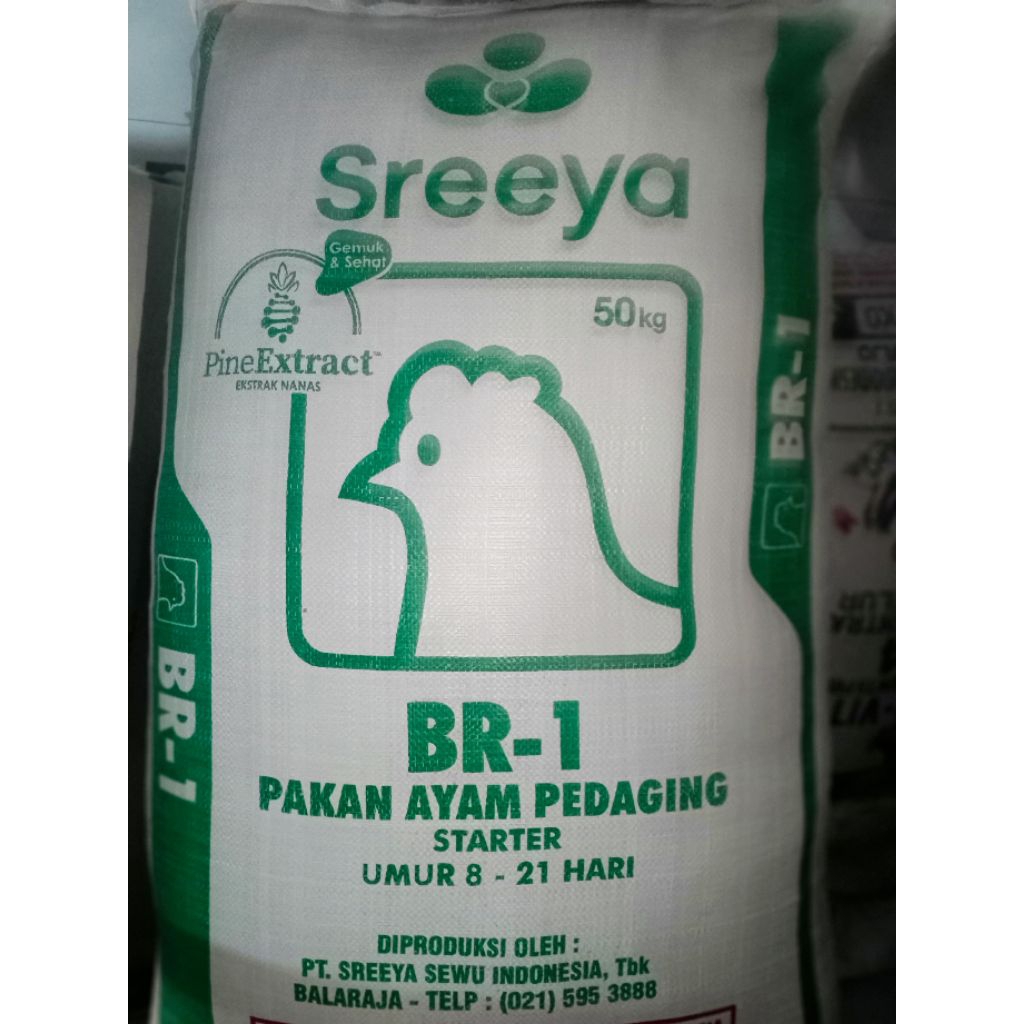 Sreeya
Gemuk
& Sehat
50kg
PineExtract™
EKSTRAK NANAS
BR-1
BR-1
BR-1
PAKAN AYAM PEDAGING
STARTER
UMUR 8 - 21 HARI
DIPRODUKSI OLEH :
PT. SREEYA SEWU INDONESIA, Tbk
BALARAJA - TELP : (021) 595 3888